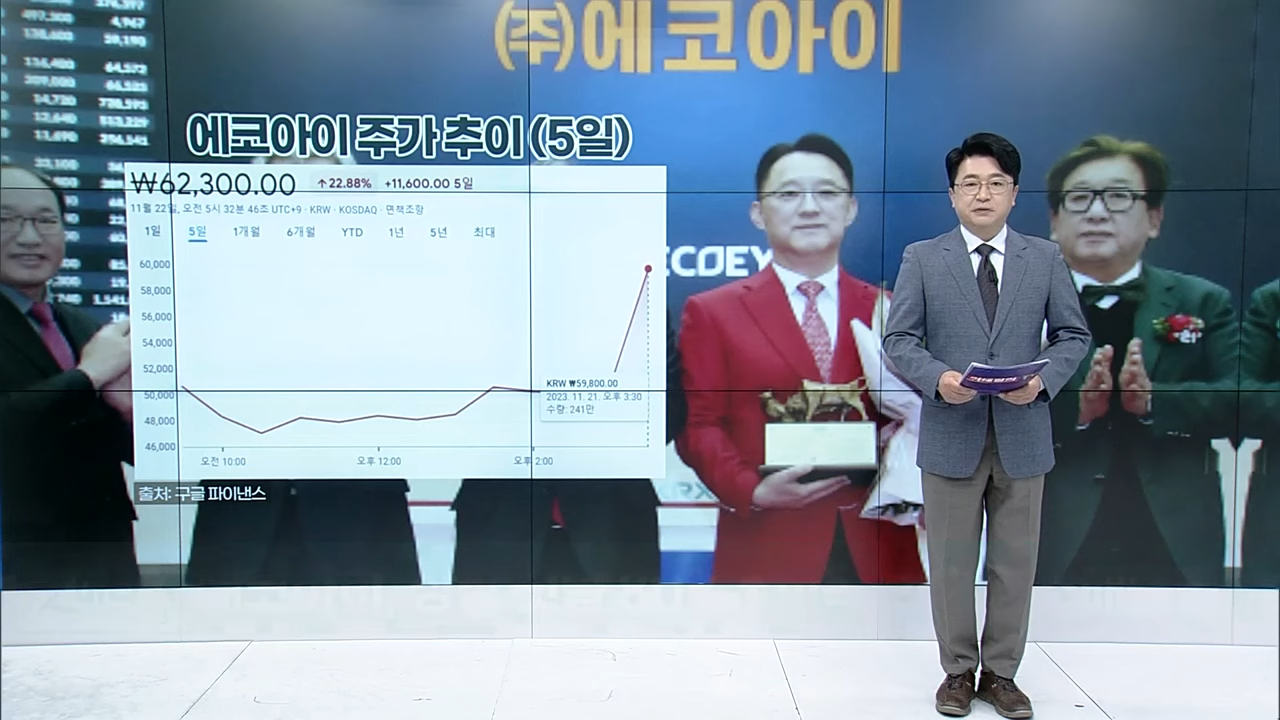 (주)에코아이
에코아이 주가 추이 (5일)
₩62,300.00 ↑22.88% +11,600.00 5일
11월 22일, 오전 5시 32분 46초 UTC+9 · KRW · KOSDAQ · 면책조항
1일 5일 1개월 6개월 YTD 1년 5년 최대
60,000
58,000
56,000
54,000
52,000
50,000
48,000
46,000
KRW ₩59,800.00
2023. 11. 21. 오후 3:30
수량: 241만
오전 10:00 오후 12:00 오후 2:00
출처: 구글 파이낸스
ECOEY